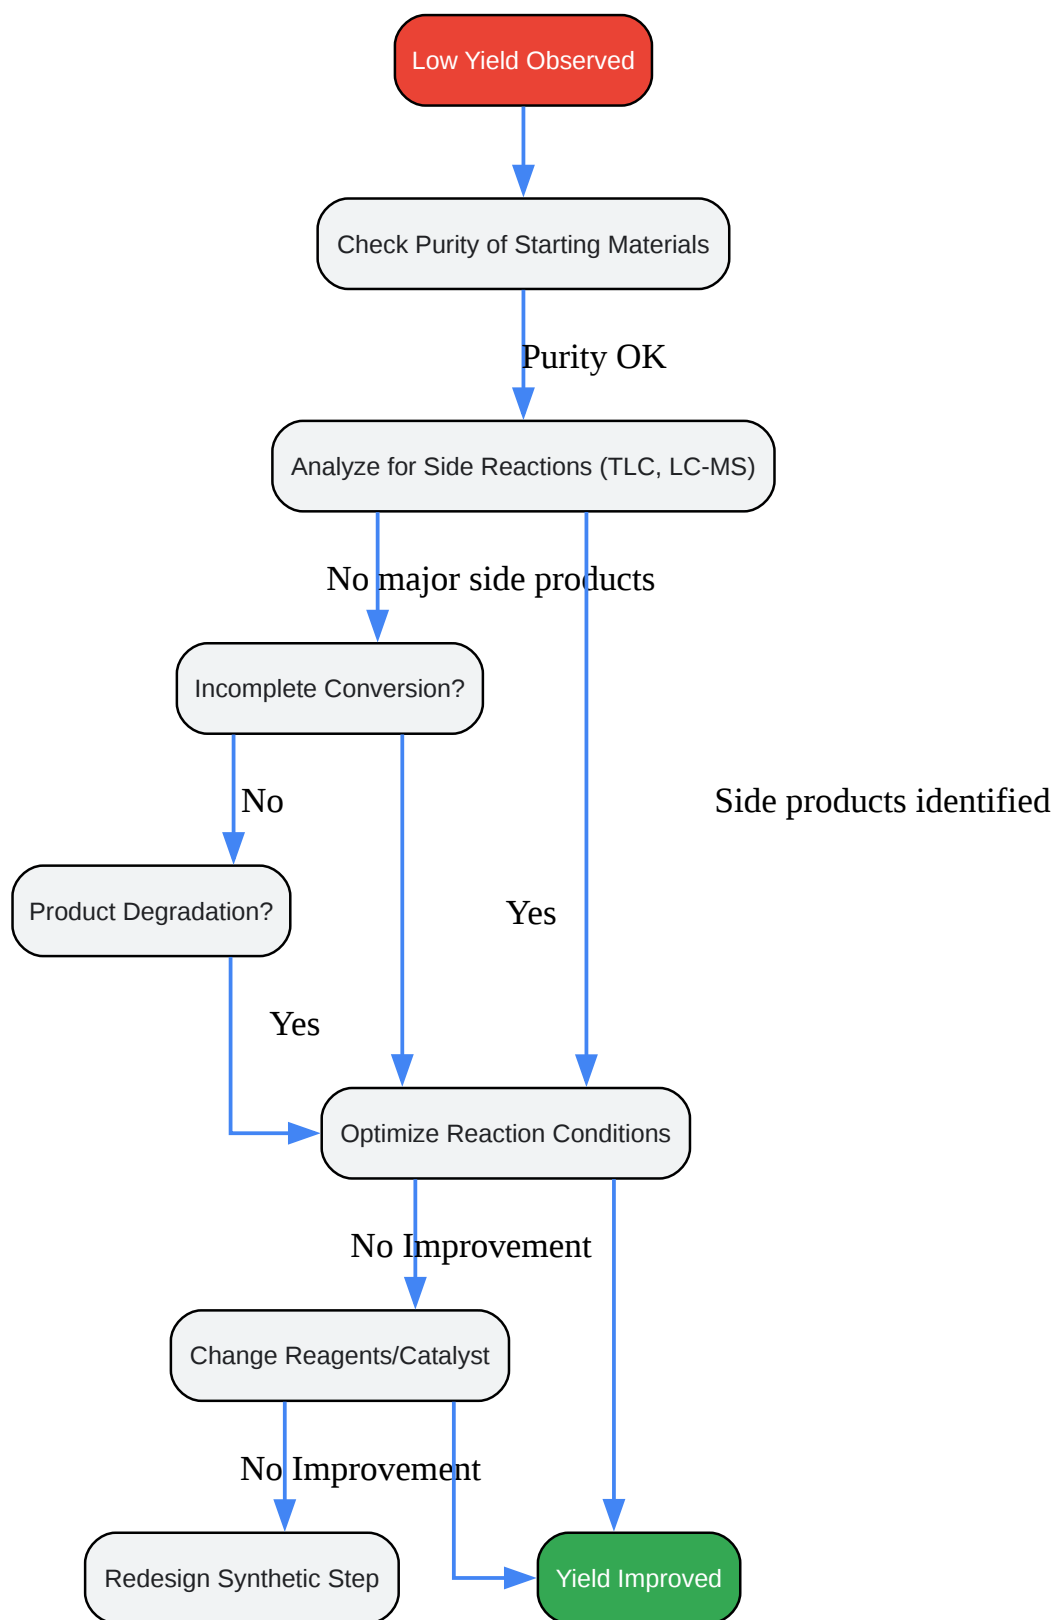 Low Yield Observed
Check Purity of Starting Materials
Purity OK
Analyze for Side Reactions (TLC, LC-MS)
No major side products
Incomplete Conversion?
No
Side products identified
Product Degradation?
Yes
Yes
Optimize Reaction Conditions
No Improvement
Change Reagents/Catalyst
No Improvement
Redesign Synthetic Step
Yield Improved